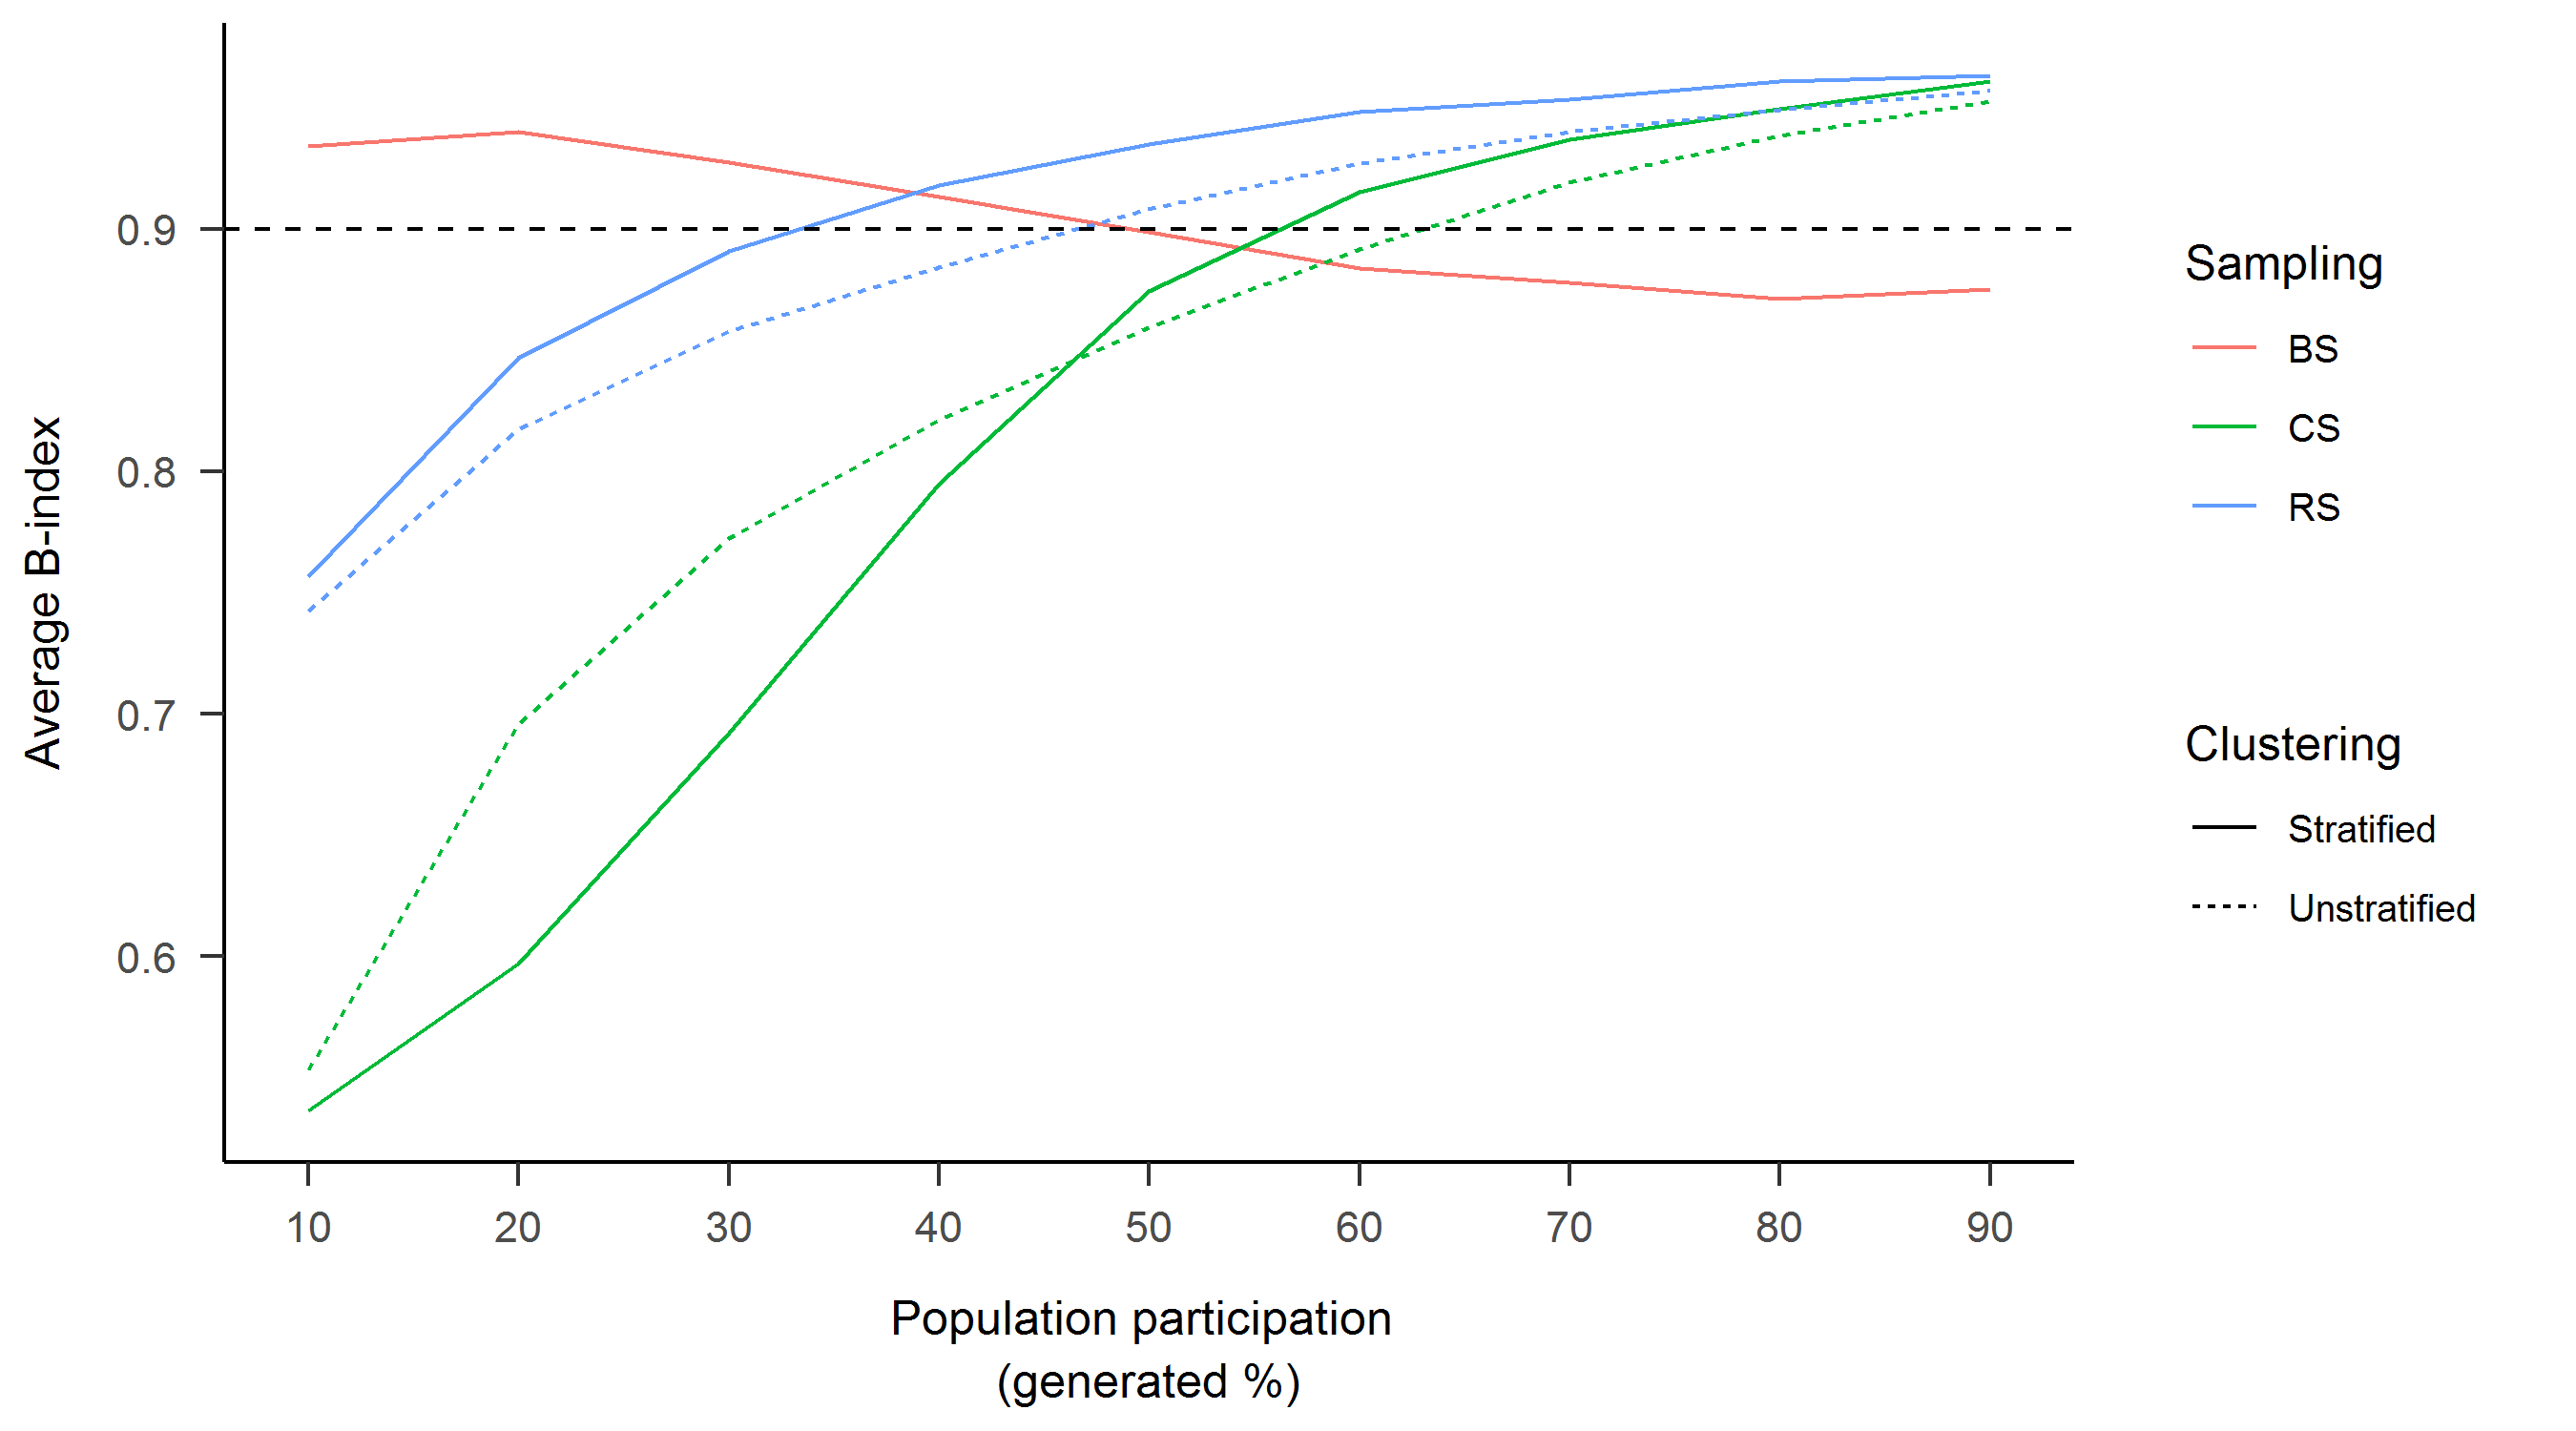 Average B-index
0.9
0.8
0.7
0.6
10 20 30 40 50 60 70 80 90
Population participation
(generated %)
Sampling
BS
CS
RS
Clustering
Stratified
Unstratified